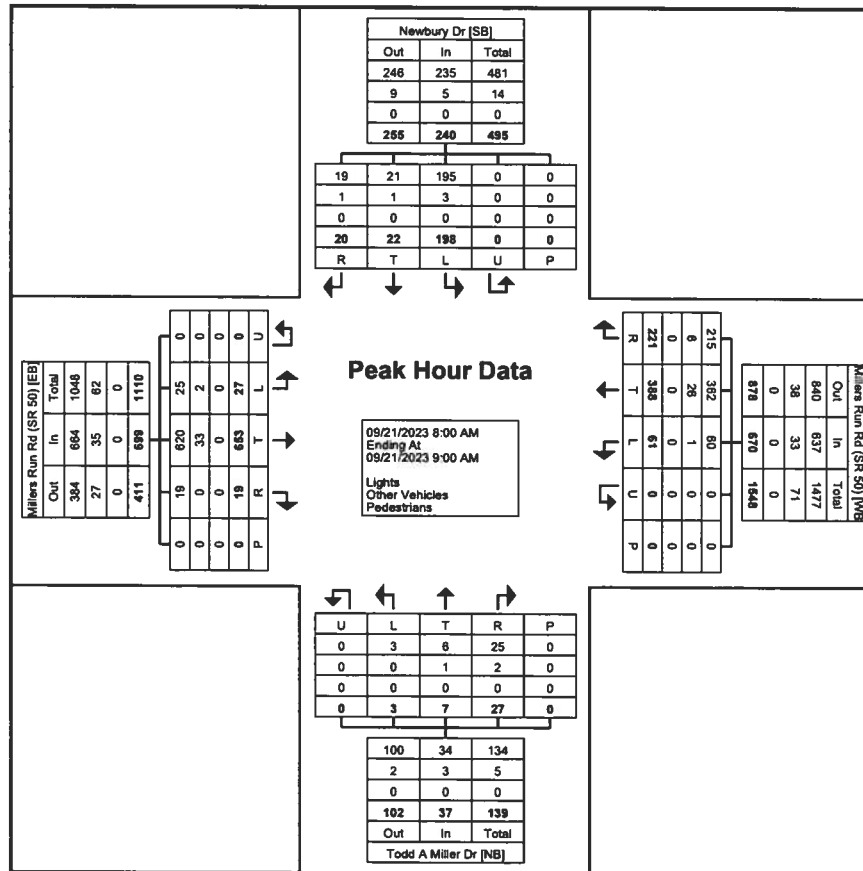 Newbury Dr [SB]
Out In Total
246 235 481
9 5 14
0 0 0
255 240 495
19 21 195 0 0
1 1 3 0 0
0 0 0 0 0
20 22 198 0 0
R T L U P
Millers Run Rd (SR 50) [EB]
Total In Out
1048 664 384
62 35 27
0 0 0
1110 699 411
0 25 620 19 0
0 2 33 0 0
0 0 0 0 0
0 27 653 19 0
U L T R P
Peak Hour Data
09/21/2023 8:00 AM
Ending At
09/21/2023 9:00 AM
Lights
Other Vehicles
Pedestrians
Millers Run Rd (SR 50) [WB]
Out In Total
840 637 1477
38 33 71
0 0 0
878 670 1548
215 362 60 0 0
6 26 1 0 0
0 0 0 0 0
221 388 61 0 0
R T L U P
U L T R P
0 3 6 25 0
0 0 1 2 0
0 0 0 0 0
0 3 7 27 0
100 34 134
2 3 5
0 0 0
102 37 139
Out In Total
Todd A Miller Dr [NB]